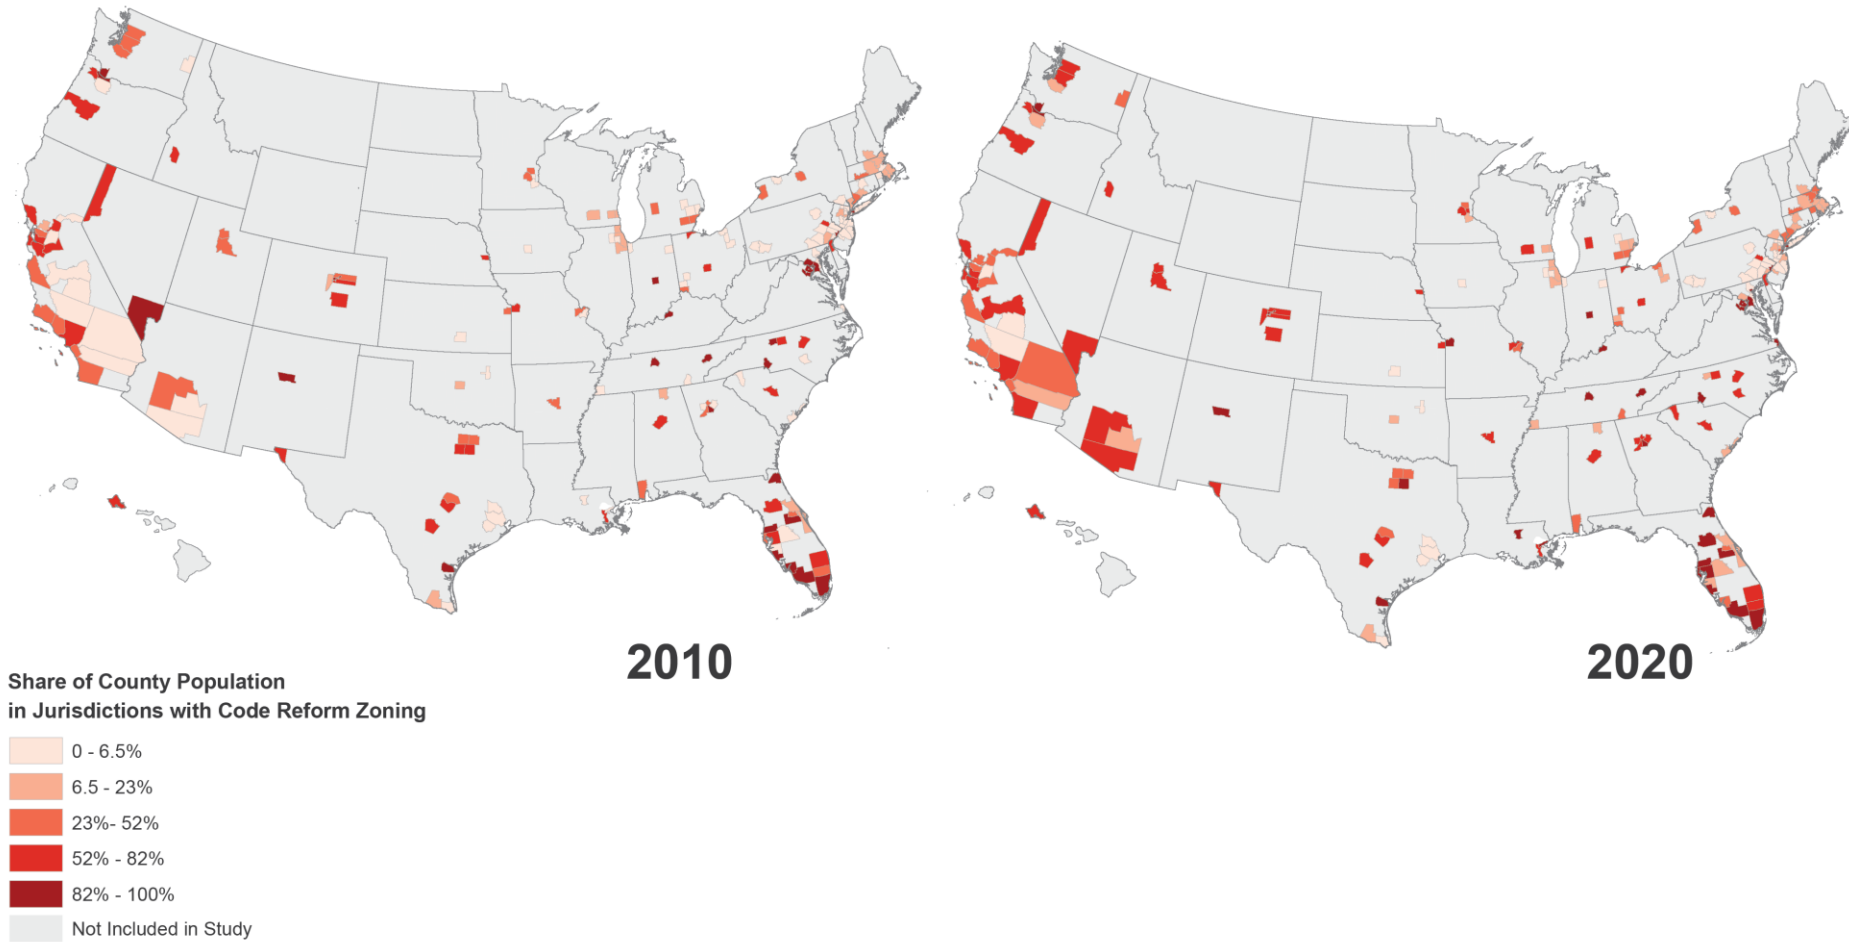 2010
2020
Share of County Population
in Jurisdictions with Code Reform Zoning
0 - 6.5%
6.5 - 23%
23%- 52%
52% - 82%
82% - 100%
Not Included in Study